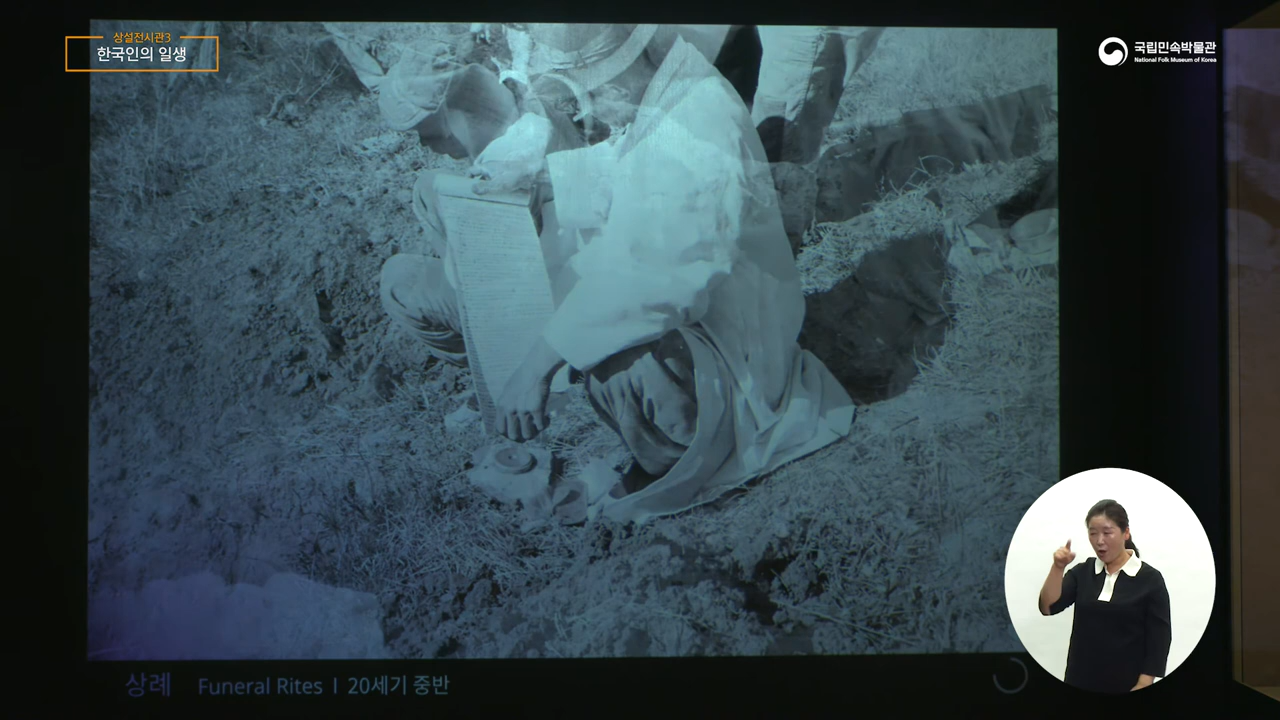 상설전시관3
한국인의 일생
국립민속박물관
National Folk Museum of Korea
상례 Funeral Rites | 20세기 중반